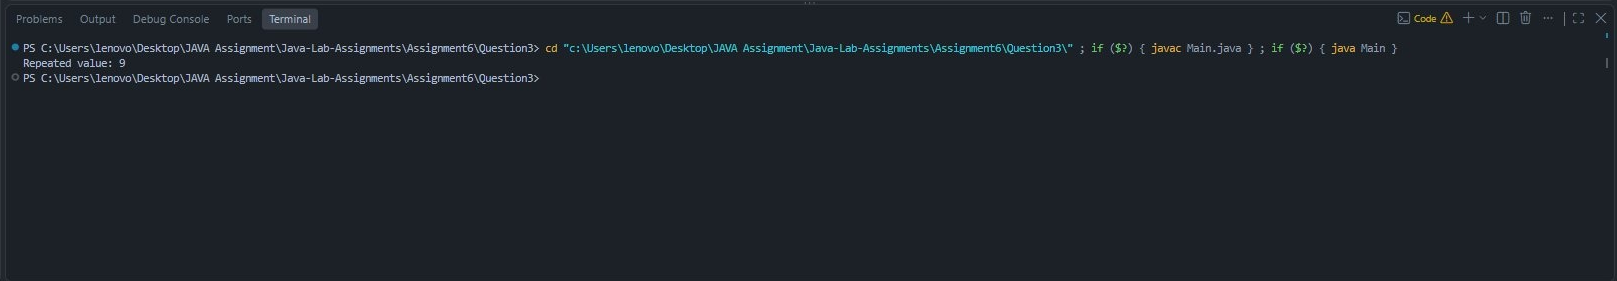 Problems Output Debug Console Ports Terminal Code
PS C:\Users\lenovo\Desktop\JAVA Assignment\Java-Lab-Assignments\Assignment6\Question3> cd "c:\Users\lenovo\Desktop\JAVA Assignment\Java-Lab-Assignments\Assignment6\Question3\" ; if ($?) { javac Main.java } ; if ($?) { java Main }
Repeated value: 9
PS C:\Users\lenovo\Desktop\JAVA Assignment\Java-Lab-Assignments\Assignment6\Question3>